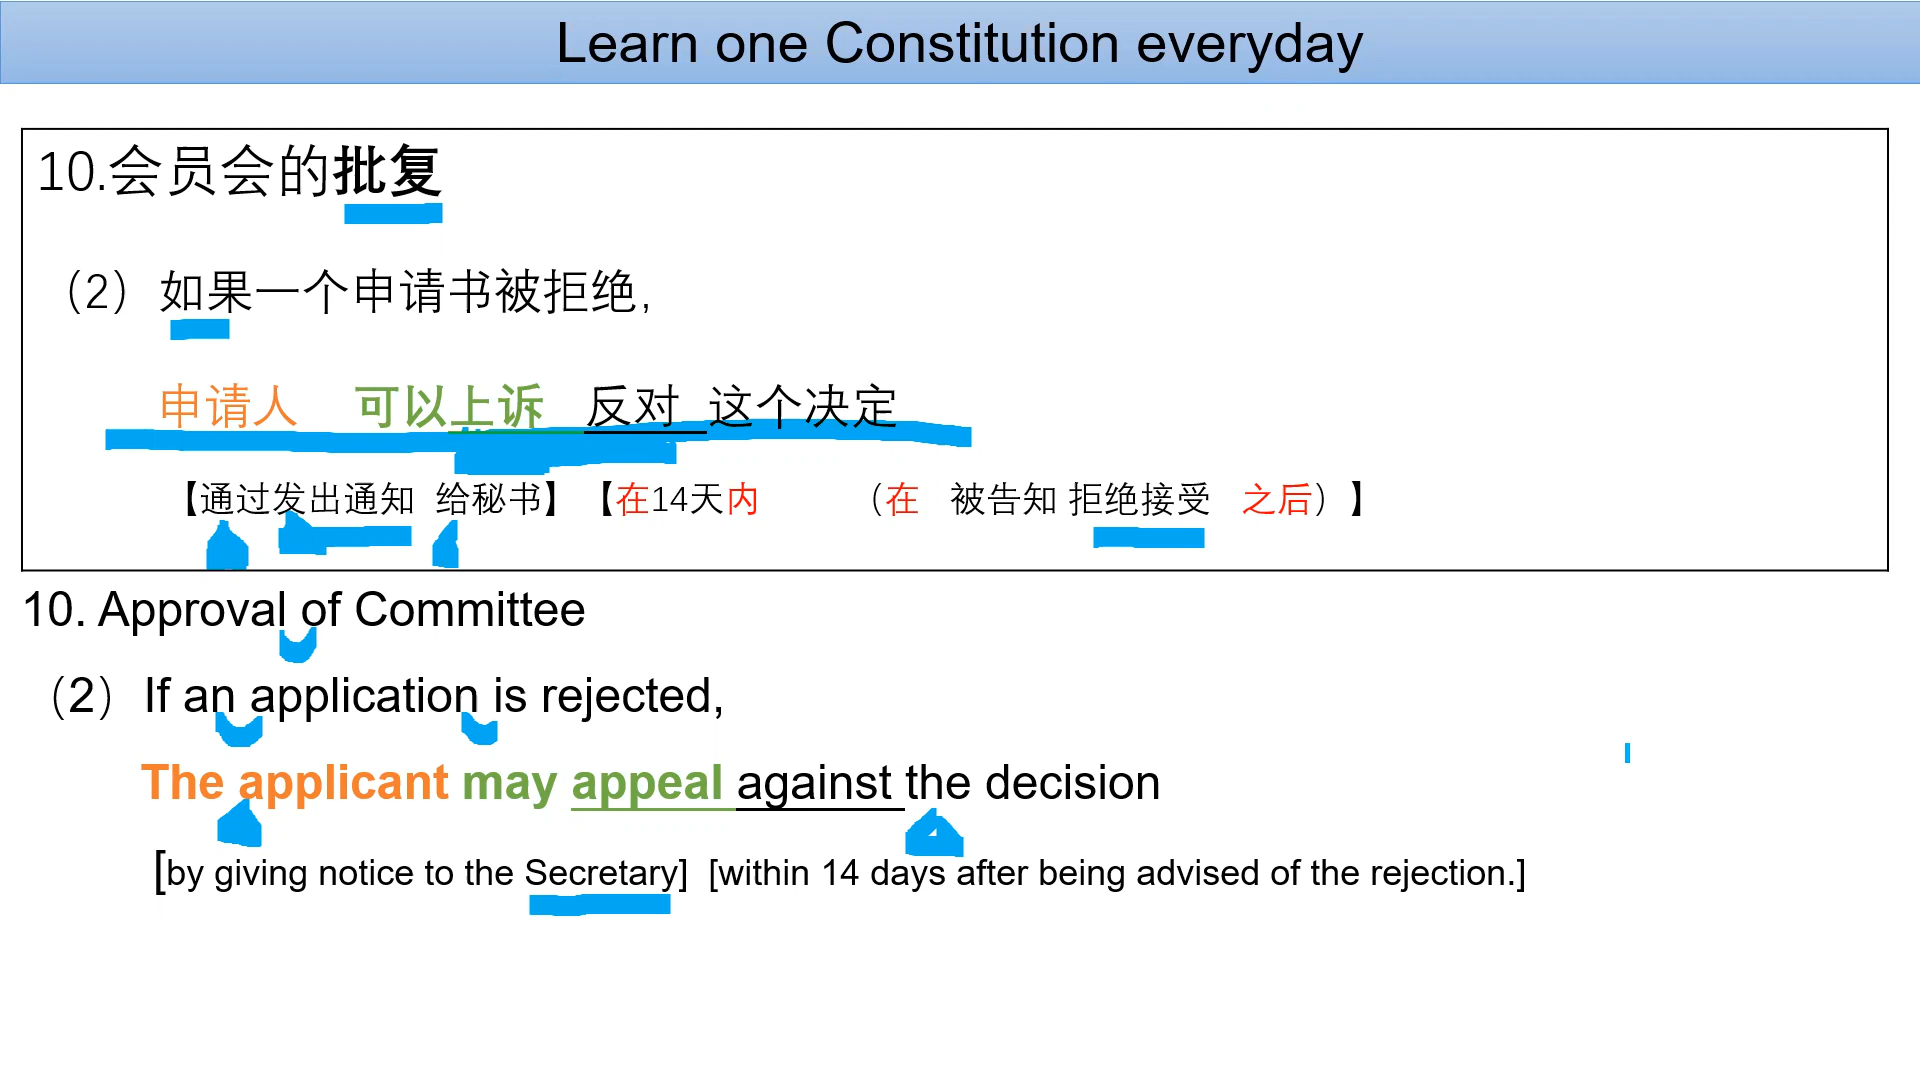 Learn one Constitution everyday
10.会员会的批复
（2）如果一个申请书被拒绝,
申请人 可以上诉 反对 这个决定
【通过发出通知 给秘书】【在14天内 （在 被告知 拒绝接受 之后）】
10. Approval of Committee
（2）If an application is rejected,
The applicant may appeal against the decision
[by giving notice to the Secretary] [within 14 days after being advised of the rejection.]